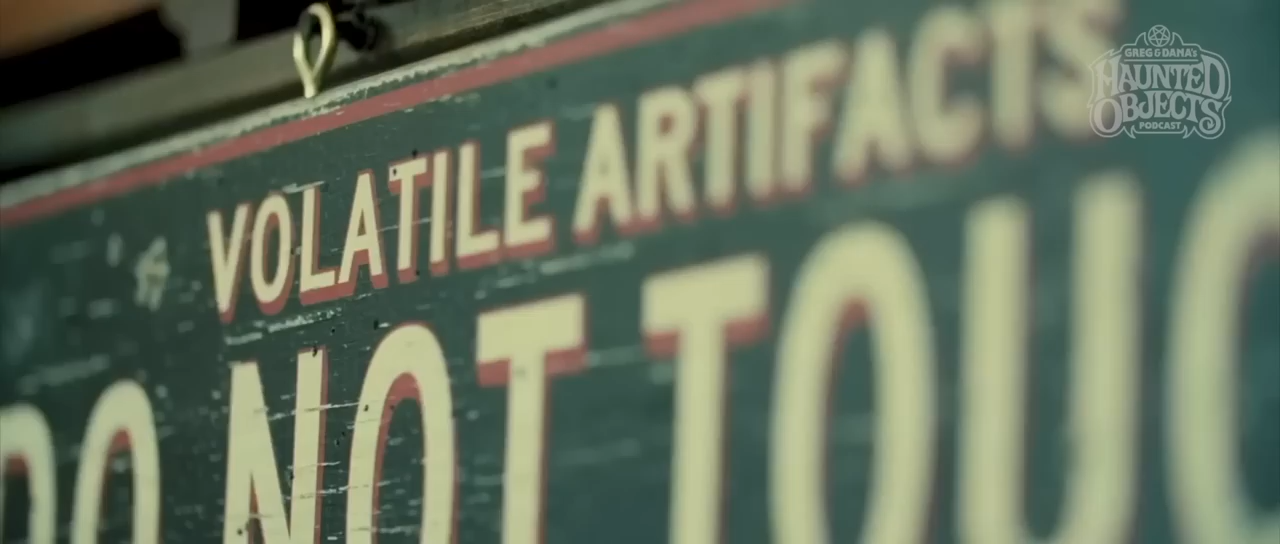 GREG & DANA's
HAUNTED
OBJECTS
PODCAST
VOLATILE ARTIFACTS
DO NOT TOUC